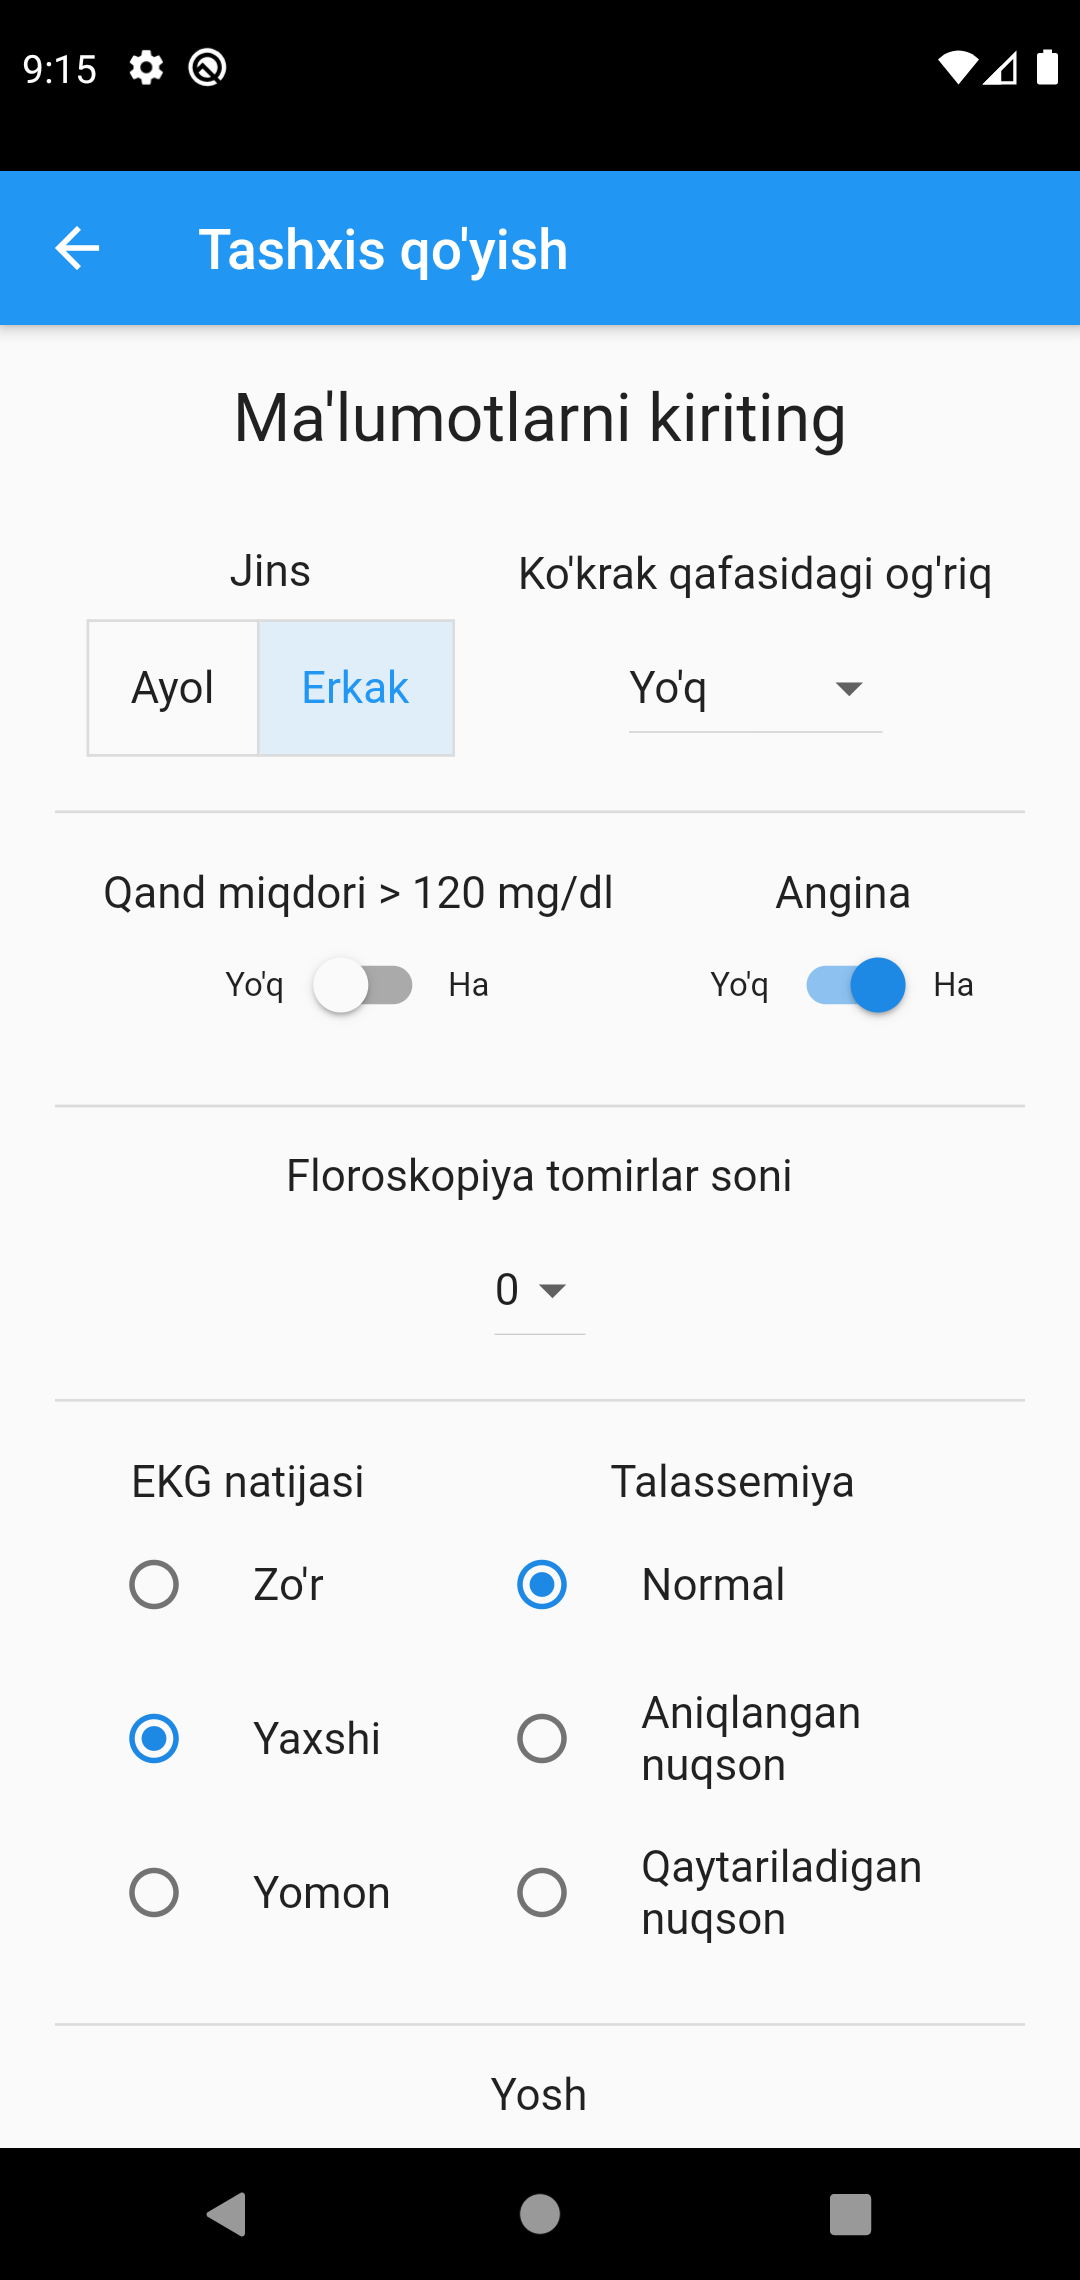 9:15
Tashxis qo'yish
Ma'lumotlarni kiriting
Jins
Ko'krak qafasidagi og'riq
Ayol
Erkak
Yo'q
Qand miqdori > 120 mg/dl
Angina
Yo'q
Ha
Yo'q
Ha
Floroskopiya tomirlar soni
0
EKG natijasi
Talassemiya
Zo'r
Normal
Yaxshi
Aniqlangan
nuqson
Yomon
Qaytariladigan
nuqson
Yosh